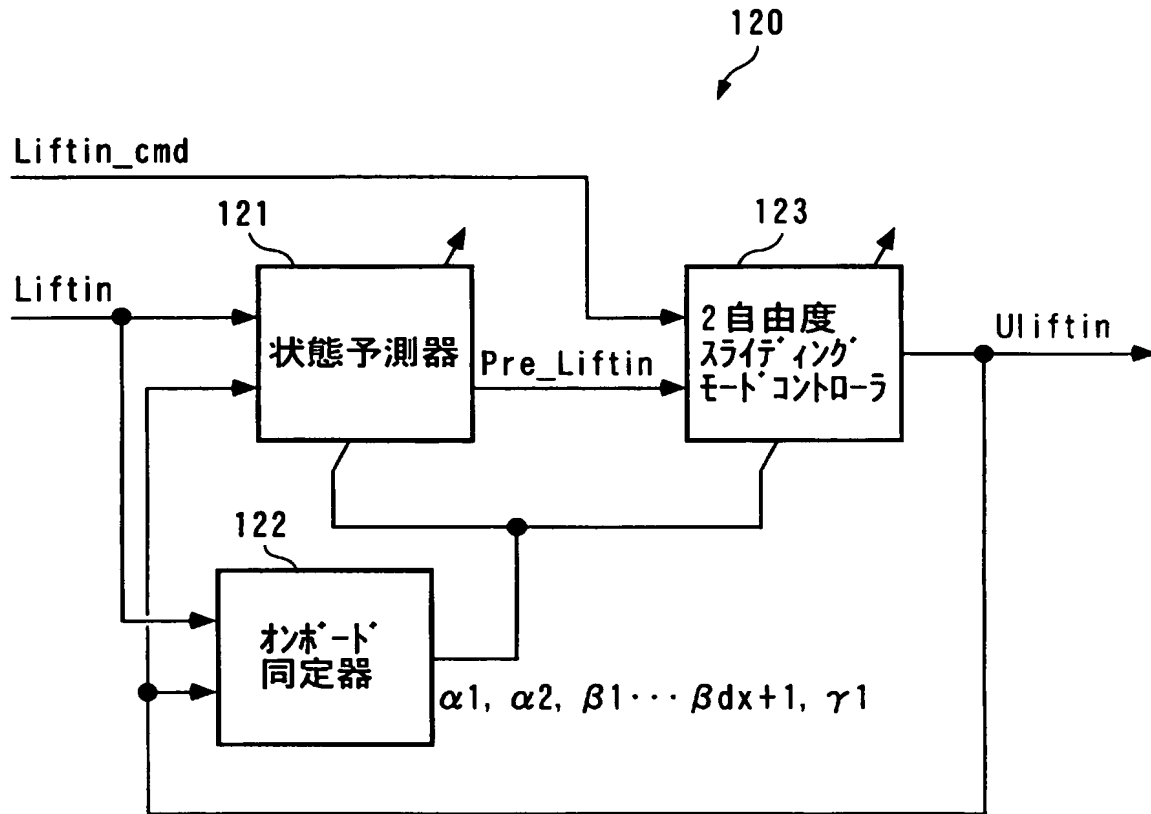 120
Liftin_cmd
121
123
Liftin
状態予測器
Pre_Liftin
2自由度
スライディング
モードコントローラ
Uliftin
122
オンボード
同定器
α1, α2, β1··· βdx+1, γ1